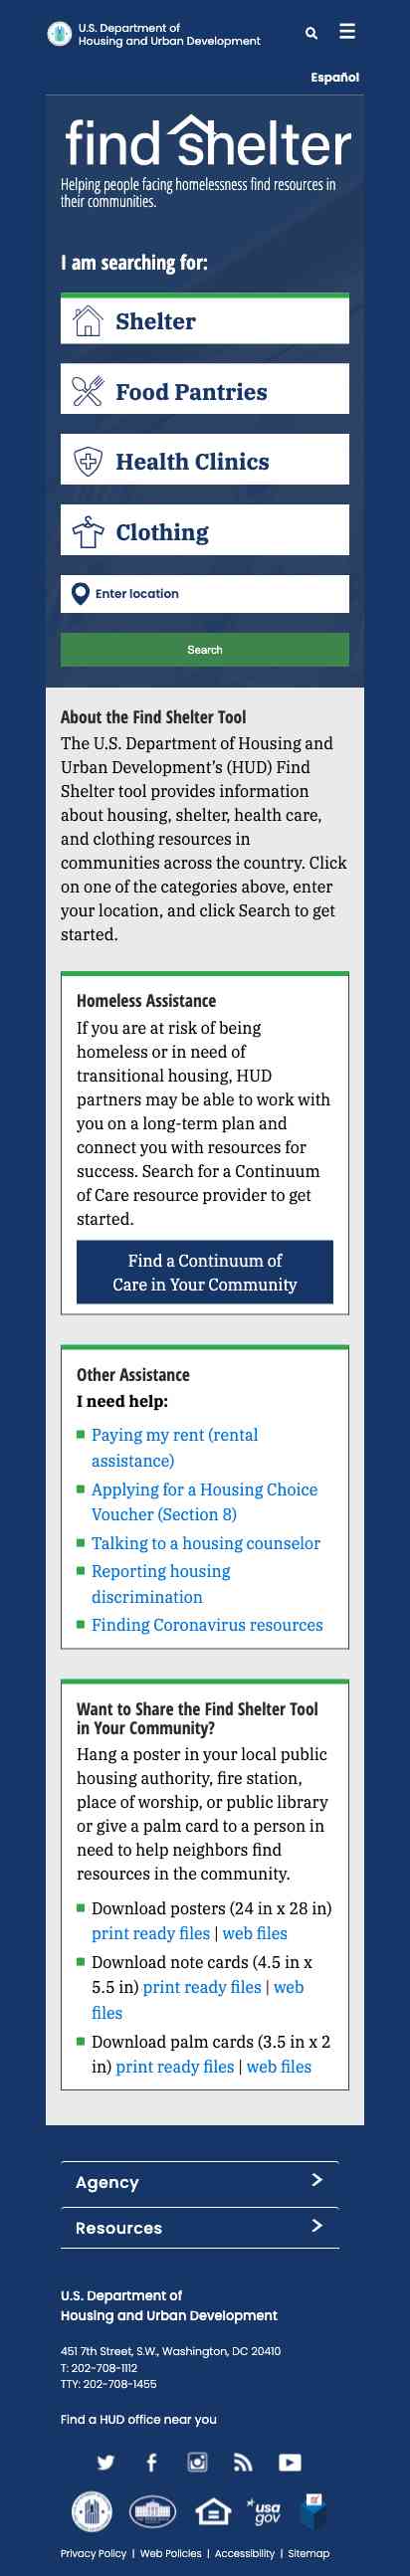 U.S. Department of
Housing and Urban Development
Español
find shelter
Helping people facing homelessness find resources in
their communities.
I am searching for:
Shelter
Food Pantries
Health Clinics
Clothing
Enter location
Search
About the Find Shelter Tool
The U.S. Department of Housing and
Urban Development's (HUD) Find
Shelter tool provides information
about housing, shelter, health care,
and clothing resources in
communities across the country. Click
on one of the categories above, enter
your location, and click Search to get
started.
Homeless Assistance
If you are at risk of being
homeless or in need of
transitional housing, HUD
partners may be able to work with
you on a long-term plan and
connect you with resources for
success. Search for a Continuum
of Care resource provider to get
started.
Find a Continuum of
Care in Your Community
Other Assistance
I need help:
Paying my rent (rental
assistance)
Applying for a Housing Choice
Voucher (Section 8)
Talking to a housing counselor
Reporting housing
discrimination
Finding Coronavirus resources
Want to Share the Find Shelter Tool
in Your Community?
Hang a poster in your local public
housing authority, fire station,
place of worship, or public library
or give a palm card to a person in
need to help neighbors find
resources in the community.
Download posters (24 in x 28 in)
print ready files | web files
Download note cards (4.5 in x
5.5 in) print ready files | web
files
Download palm cards (3.5 in x 2
in) print ready files | web files
Agency
Resources
U.S. Department of
Housing and Urban Development
451 7th Street, S.W., Washington, DC 20410
T: 202-708-1112
TTY: 202-708-1455
Find a HUD office near you
usa
gov
Privacy Policy | Web Policies | Accessibility | Sitemap